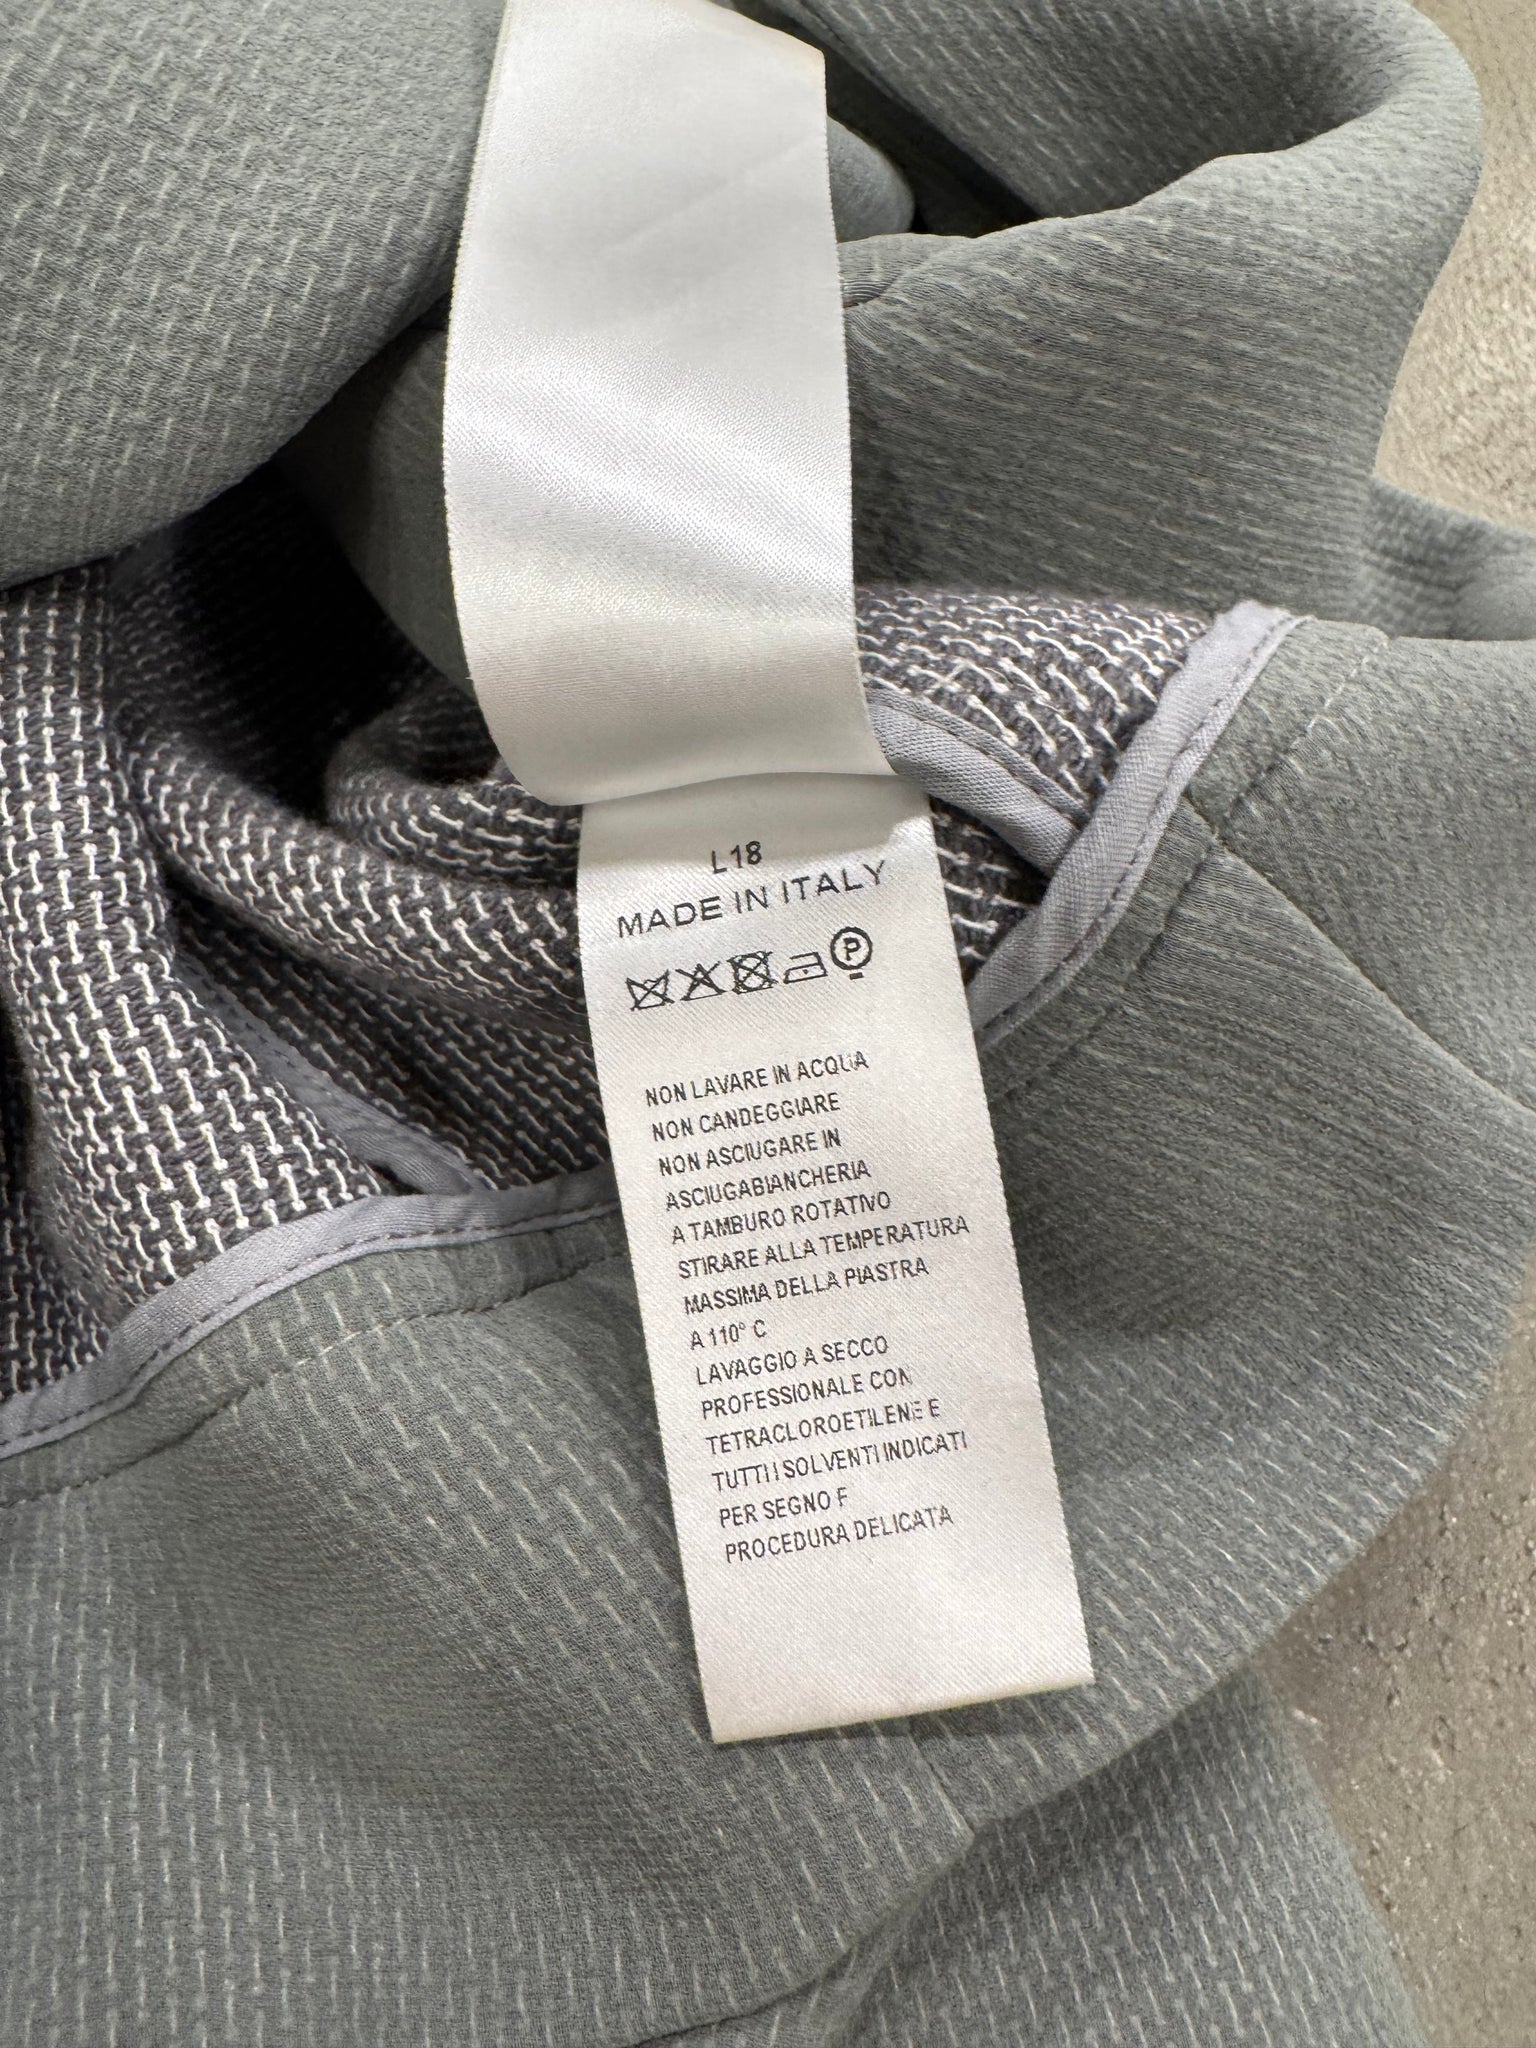 L18
MADE IN ITALY
P
NON LAVARE IN ACQUA
NON CANDEGGIARE
NON ASCIUGARE IN
ASCIUGABIANCHERIA
A TAMBURO ROTATIVO
STIRARE ALLA TEMPERATURA
MASSIMA DELLA PIASTRA
A 110° C
LAVAGGIO A SECCO
PROFESSIONALE CON
TETRACLOROETILENE E
TUTTI I SOLVENTI INDICATI
PER SEGNO F
PROCEDURA DELICATA